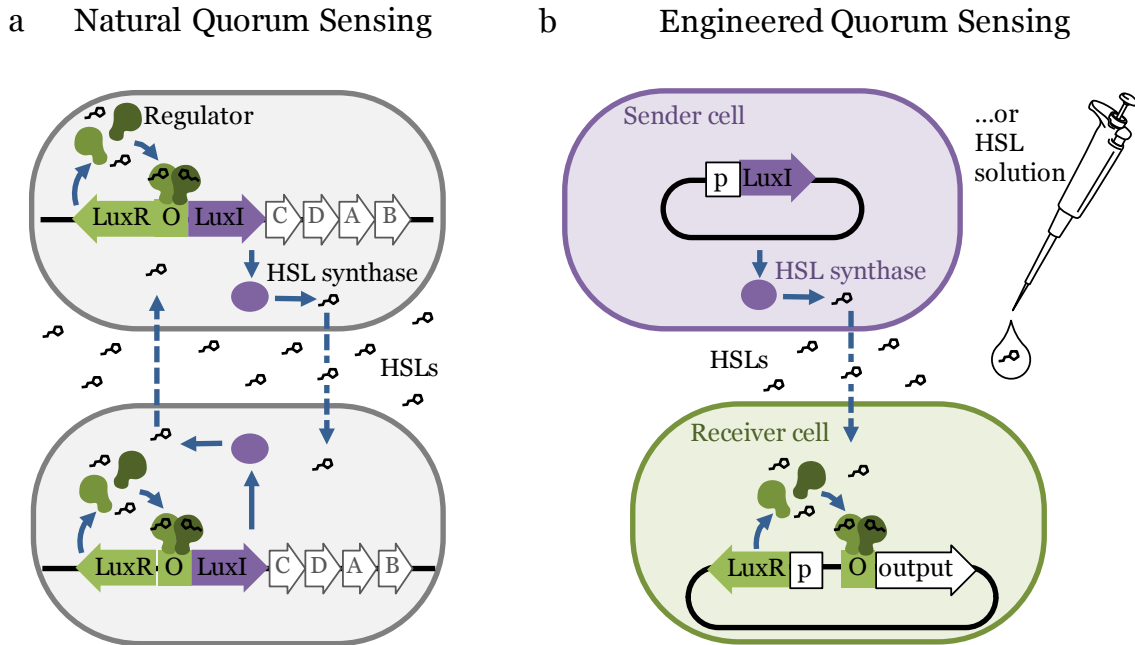 a Natural Quorum Sensing
Regulator
LuxR O LuxI C D A B
HSL synthase
HSLs
LuxR O LuxI C D A B
b Engineered Quorum Sensing
Sender cell
...or
HSL
solution
p LuxI
HSL synthase
HSLs
Receiver cell
LuxR p O output